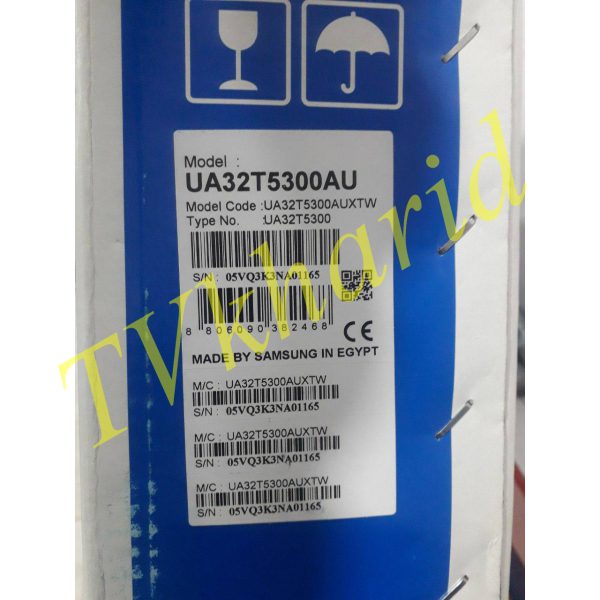 Model :
UA32T5300AU
Model Code :UA32T5300AUXTW
Type No. :UA32T5300
S/N : 05VQ3K3NA01165
8 806090 382468
CE
MADE BY SAMSUNG IN EGYPT
M/C : UA32T5300AUXTW
S/N : 05VQ3K3NA01165
M/C : UA32T5300AUXTW
S/N : 05VQ3K3NA01165
M/C : UA32T5300AUXTW
S/N : 05VQ3K3NA01165
TVkharid